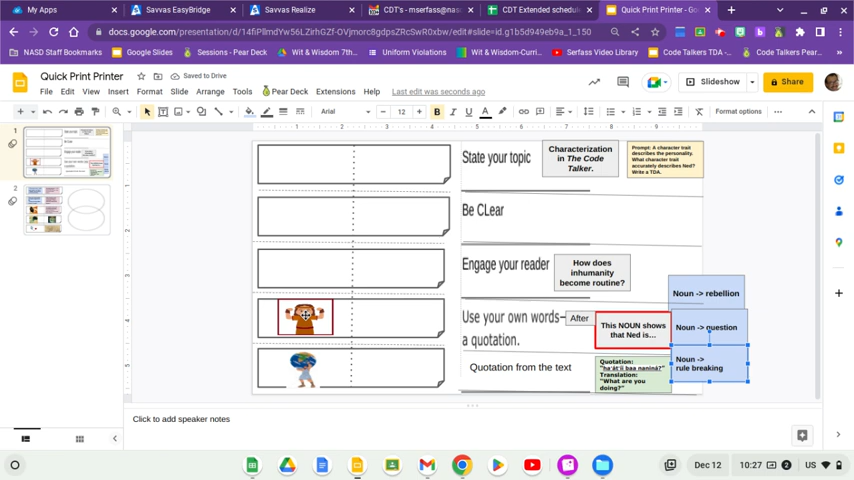 My Apps
Savvas EasyBridge
Savvas Realize
CDT's - mserfass@nas
CDT Extended schedule
Quick Print Printer - Go
docs.google.com/presentation/d/14fiPllmdYw56LZirhGZf-OVjmorc8gdpsZRcSwR0xbw/edit#slide=id.g1b5d949eb9a_1_150
NASD Staff Bookmarks
Google Slides
Sessions - Pear Deck
Wit & Wisdom 7th...
Uniform Violations
Wit & Wisdom-Curri...
Serfass Video Library
Code Talkers TDA -...
Code Talkers Pear...
Quick Print Printer
Saved to Drive
File Edit View Insert Format Slide Arrange Tools Pear Deck Extensions Help
Last edit was seconds ago
Slideshow
Share
Arial
12
Format options
State your topic
Characterization
in The Code
Talker.
Prompt: A character trait
describes the personality.
What character trait
accurately describes Ned?
Write a TDA.
Be CLear
Engage your reader
How does
inhumanity
become routine?
Noun -> rebellion
Use your own words-
After
a quotation.
This NOUN shows
that Ned is...
Noun -> question
Noun ->
rule breaking
Quotation from the text
Quotation:
"ha'át'íí baa naniná?"
Translation:
"What are you
doing?"
Click to add speaker notes
Dec 12
10:27
2
US